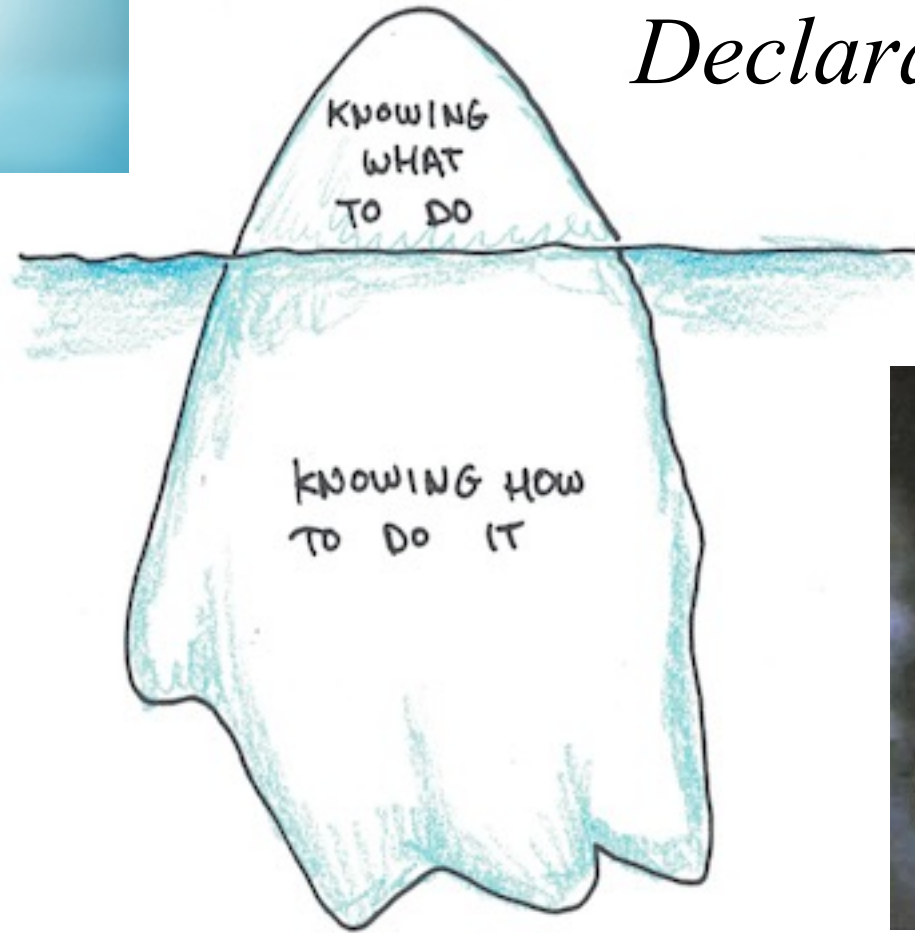 Declara
KNOWING
WHAT
TO DO
KNOWING HOW
TO DO IT